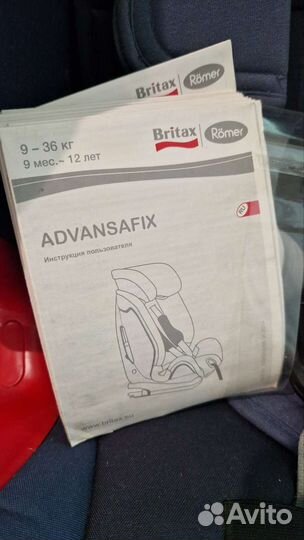 Britax Römer
9 – 36 кг
9 мес.~ 12 лет
Britax Römer
ADVANSAFIX
Инструкция пользователя
www.britax.eu
Avito